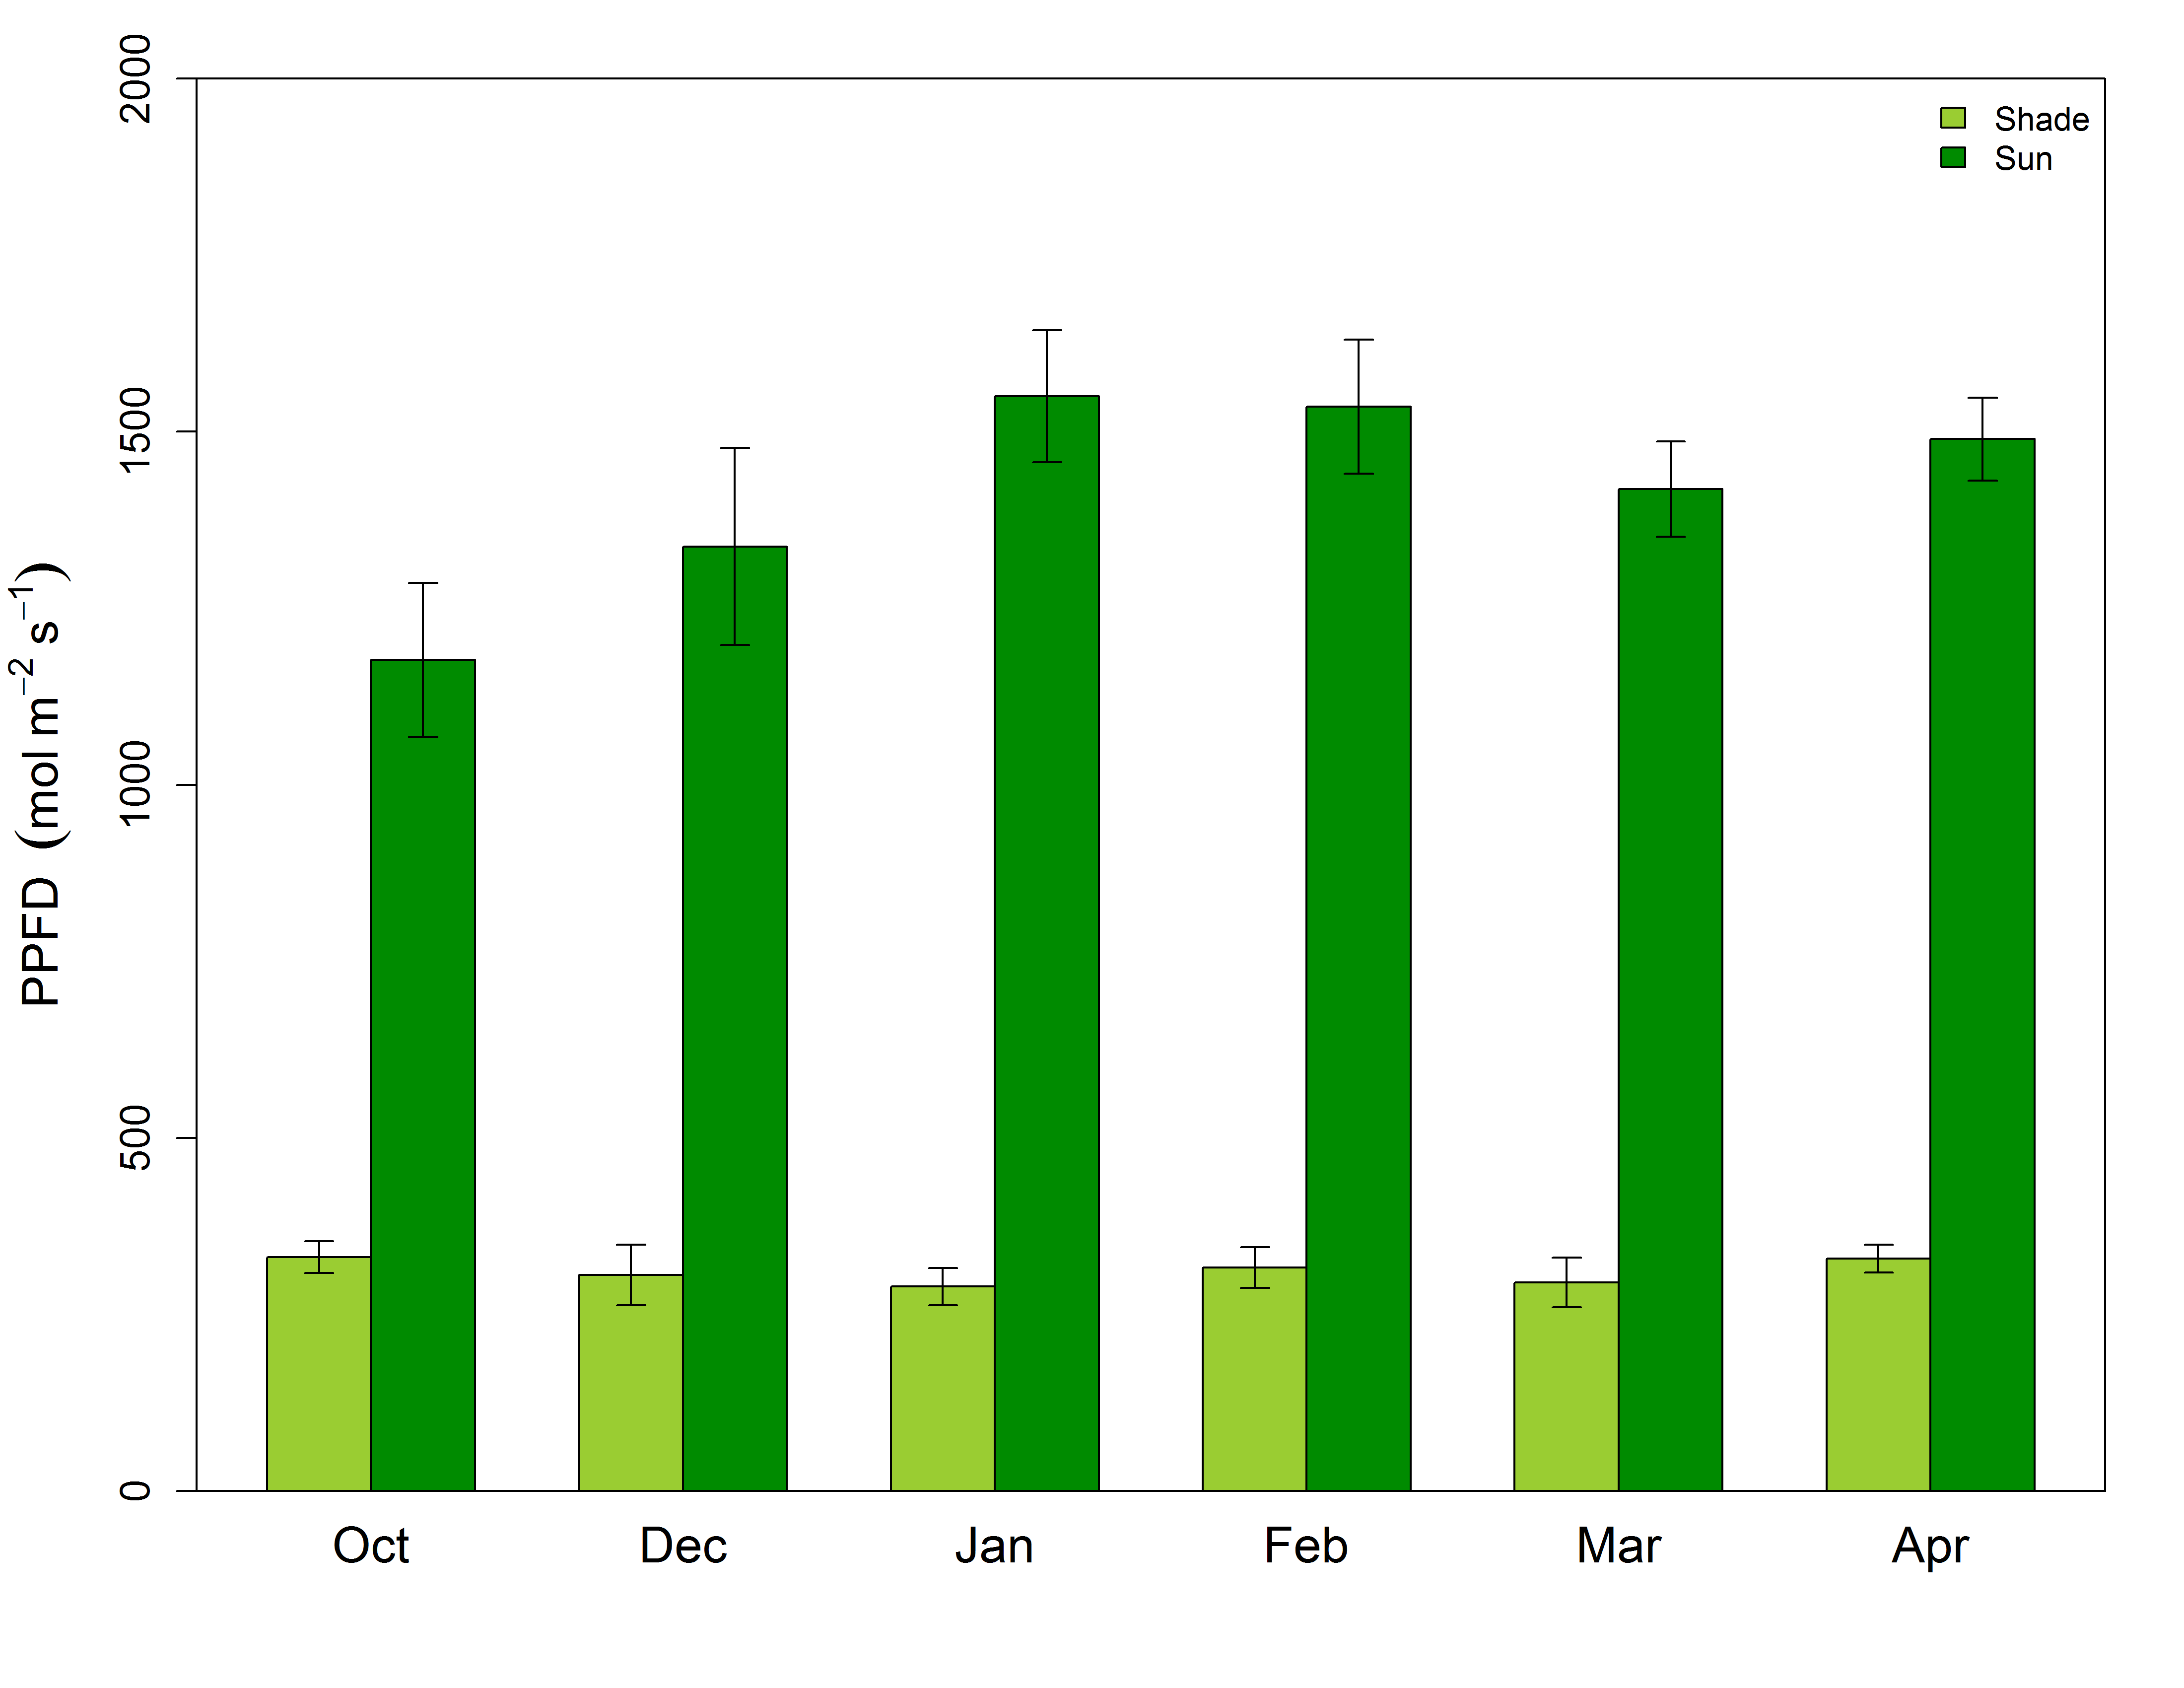 2000
1500
1000
500
0
PPFD (mol m⁻² s⁻¹)
Shade
Sun
Oct Dec Jan Feb Mar Apr